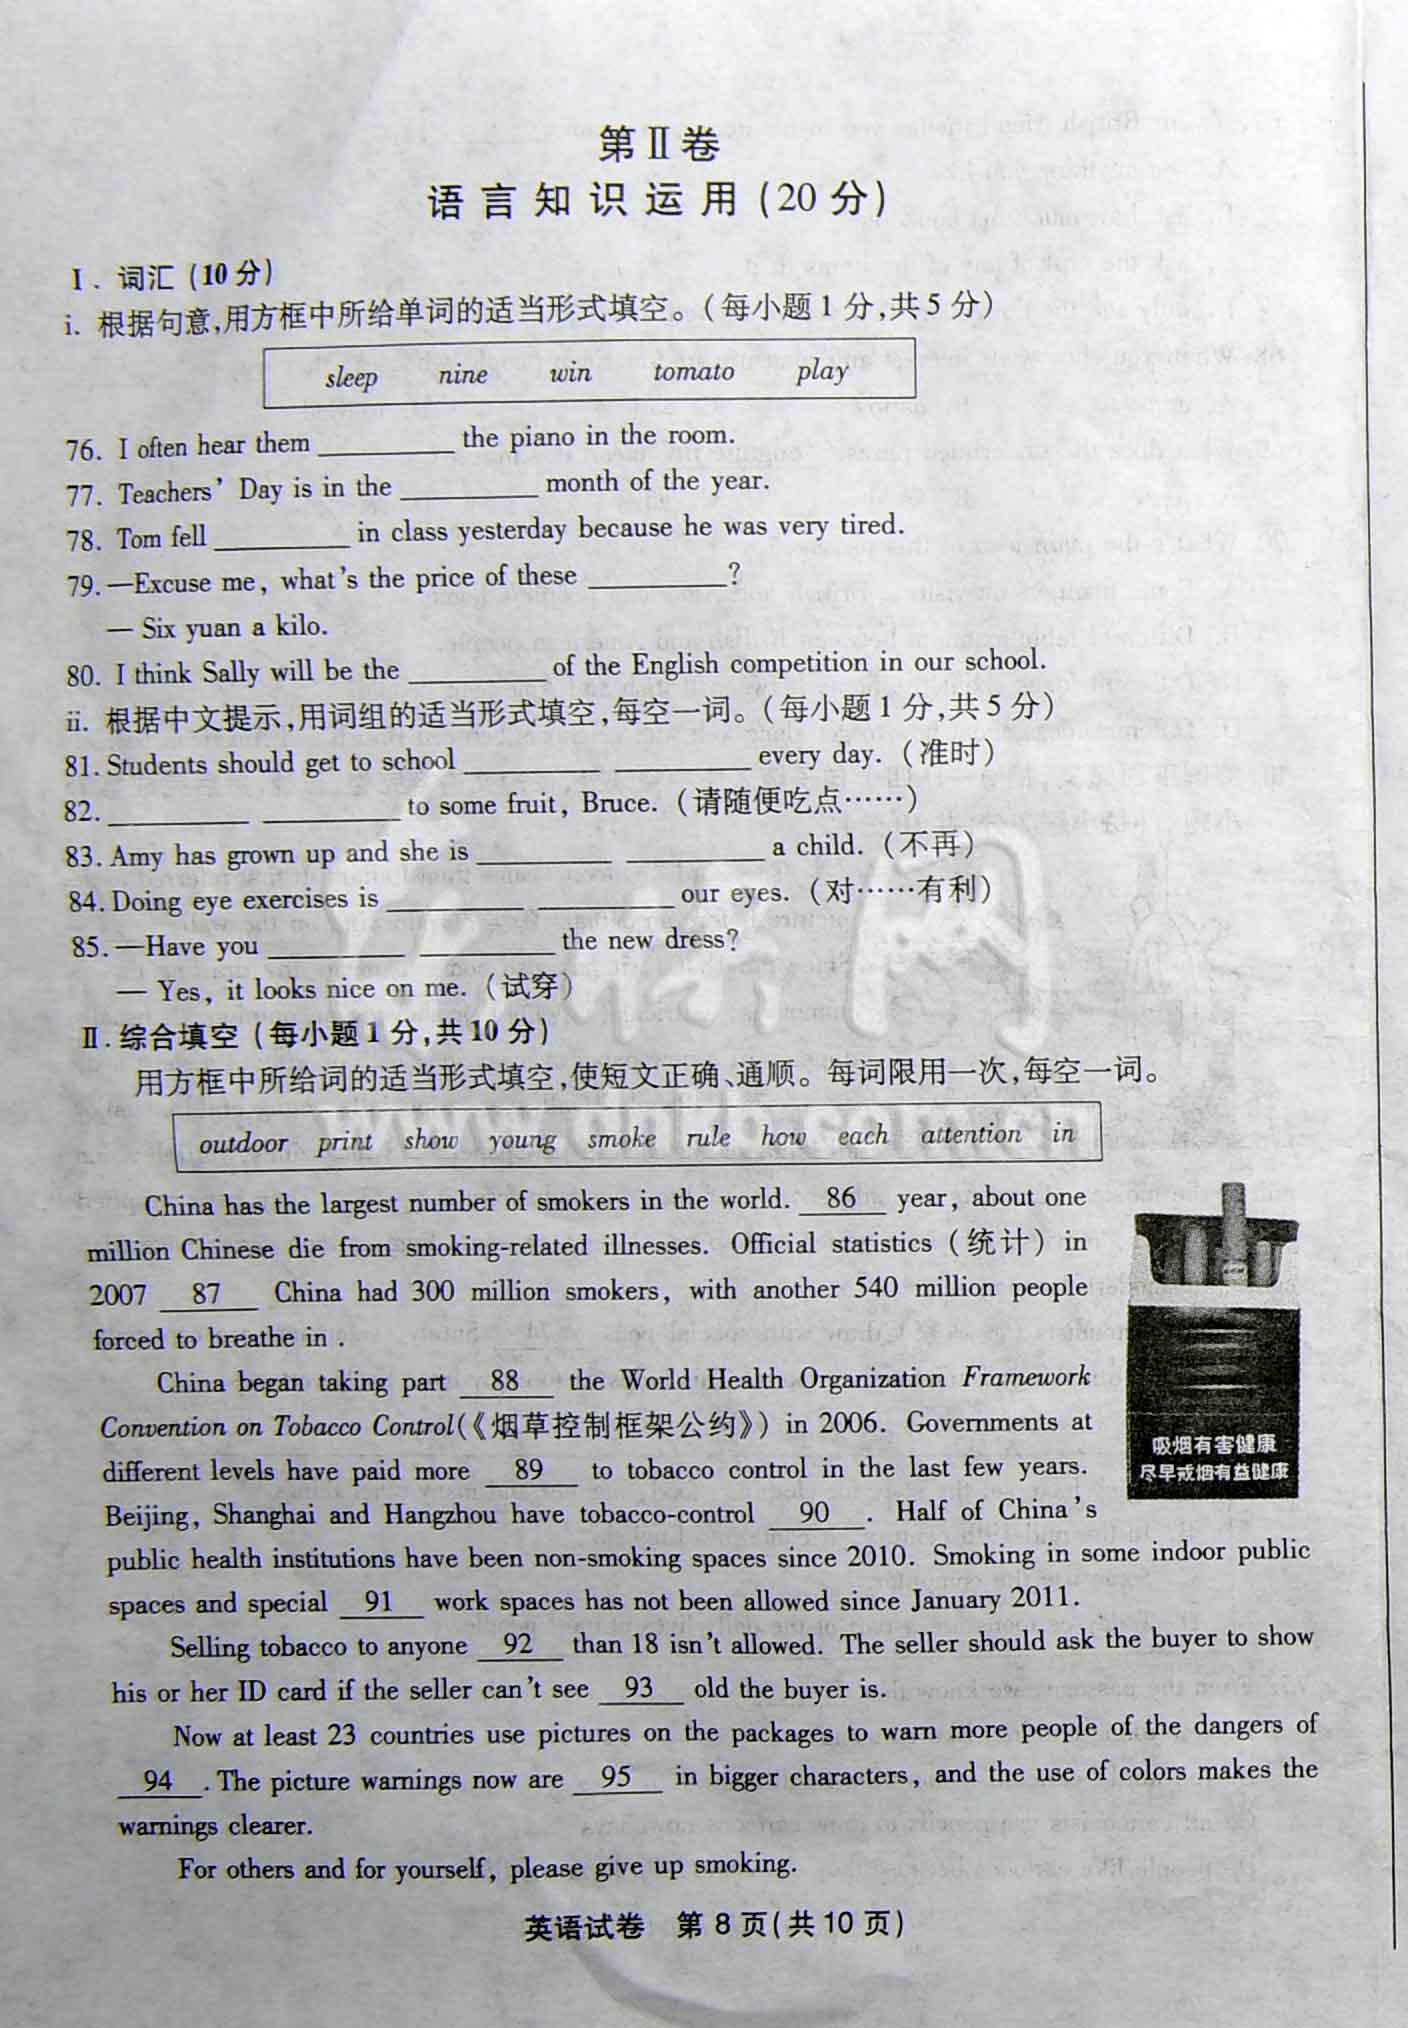 第Ⅱ卷
语言知识运用(20分)
Ⅰ. 词汇(10分)
i. 根据句意,用方框中所给单词的适当形式填空。(每小题1分,共5分)
sleep nine win tomato play
76. I often hear them ________ the piano in the room.
77. Teachers' Day is in the ________ month of the year.
78. Tom fell ________ in class yesterday because he was very tired.
79. —Excuse me, what's the price of these ________?
— Six yuan a kilo.
80. I think Sally will be the ________ of the English competition in our school.
ii. 根据中文提示,用词组的适当形式填空,每空一词。(每小题1分,共5分)
81. Students should get to school ________ ________ every day. (准时)
82. ________ ________ to some fruit, Bruce. (请随便吃点……)
83. Amy has grown up and she is ________ ________ a child. (不再)
84. Doing eye exercises is ________ ________ our eyes. (对……有利)
85. —Have you ________ ________ the new dress?
— Yes, it looks nice on me. (试穿)
Ⅱ. 综合填空(每小题1分,共10分)
用方框中所给词的适当形式填空,使短文正确、通顺。每词限用一次,每空一词。
outdoor print show young smoke rule how each attention in
China has the largest number of smokers in the world. 86 year, about one
million Chinese die from smoking-related illnesses. Official statistics (统计) in
2007 87 China had 300 million smokers, with another 540 million people
forced to breathe in .
China began taking part 88 the World Health Organization Framework
Convention on Tobacco Control(《烟草控制框架公约》) in 2006. Governments at
different levels have paid more 89 to tobacco control in the last few years.
Beijing, Shanghai and Hangzhou have tobacco-control 90 . Half of China's
public health institutions have been non-smoking spaces since 2010. Smoking in some indoor public
spaces and special 91 work spaces has not been allowed since January 2011.
Selling tobacco to anyone 92 than 18 isn't allowed. The seller should ask the buyer to show
his or her ID card if the seller can't see 93 old the buyer is.
Now at least 23 countries use pictures on the packages to warn more people of the dangers of
94 . The picture warnings now are 95 in bigger characters, and the use of colors makes the
warnings clearer.
For others and for yourself, please give up smoking.
吸烟有害健康
尽早戒烟有益健康
英语试卷 第8页(共10页)